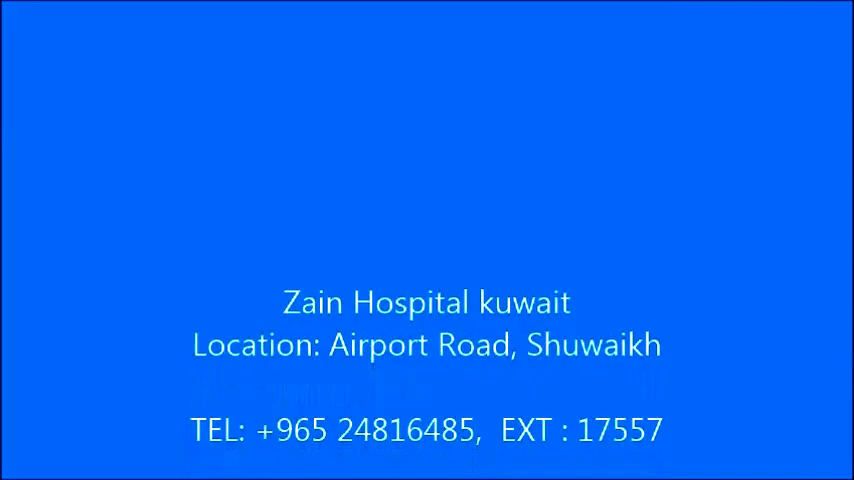 Zain Hospital kuwait
Location: Airport Road, Shuwaikh
TEL: +965 24816485, EXT : 17557